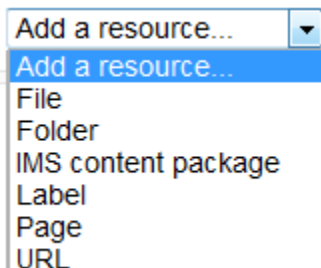 Add a resource...
Add a resource...
File
Folder
IMS content package
Label
Page
URL